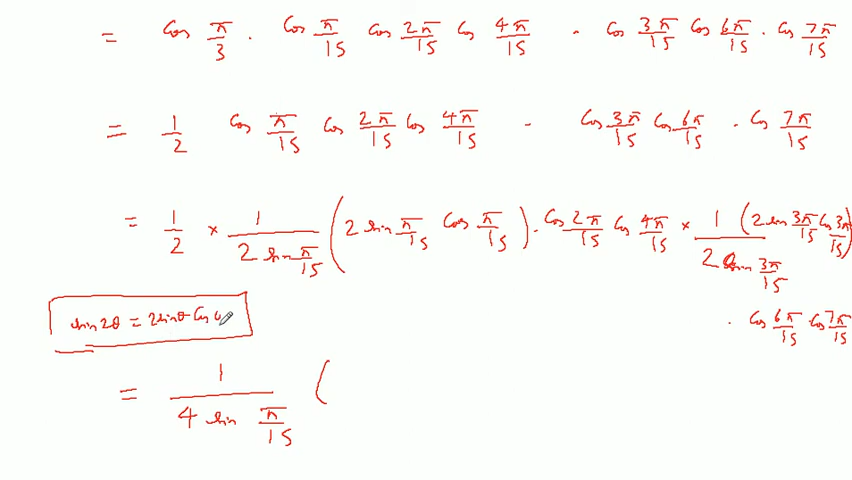 = cos π/3 . cos π/15 cos 2π/15 cos 4π/15 . cos 3π/15 cos 6π/15 . cos 7π/15
= 1/2 cos π/15 cos 2π/15 cos 4π/15 . cos 3π/15 cos 6π/15 . cos 7π/15
= 1/2 × 1/(2 sin π/15) (2 sin π/15 cos π/15) . cos 2π/15 cos 4π/15 × 1/(2 sin 3π/15) (2 sin 3π/15 cos 3π/15)
. cos 6π/15 cos 7π/15
sin 2θ = 2 sin θ cos
= 1/(4 sin π/15) (